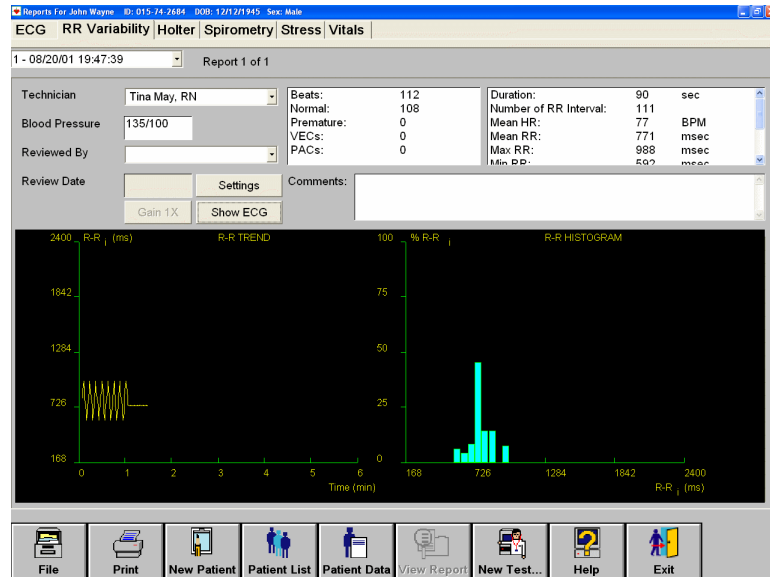 Reports For John Wayne ID: 015-74-2684 DOB: 12/12/1945 Sex: Male
ECG RR Variability Holter Spirometry Stress Vitals
1 - 08/20/01 19:47:39 Report 1 of 1
Technician Tina May, RN
Blood Pressure 135/100
Reviewed By
Review Date Settings
Gain 1X Show ECG
Beats: 112
Normal: 108
Premature: 0
VECs: 0
PACs: 0
Duration: 90 sec
Number of RR Interval: 111
Mean HR: 77 BPM
Mean RR: 771 msec
Max RR: 988 msec
Min RR: 592 msec
Comments:
2400 R-R i (ms) R-R TREND
1842
1284
726
168
0 1 2 3 4 5 6
Time (min)
100 % R-R i R-R HISTOGRAM
75
50
25
0
168 726 1284 1842 2400
R-R i (ms)
File Print New Patient Patient List Patient Data View Report New Test... Help Exit